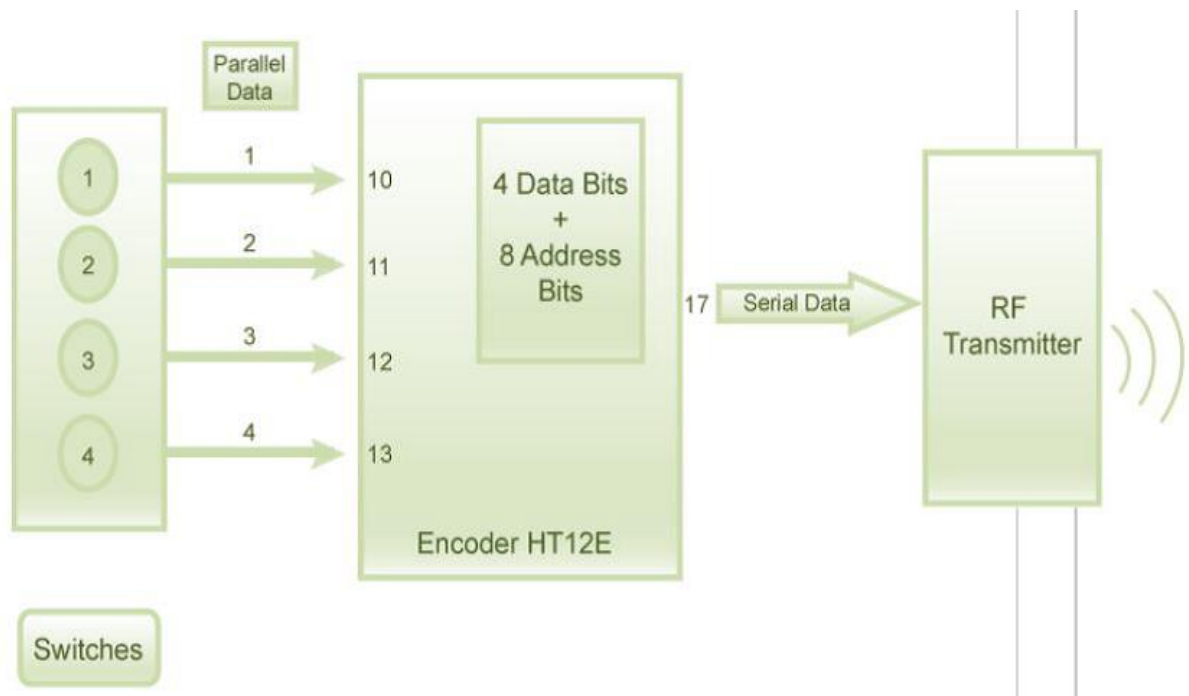 Parallel
Data
1
2
3
4
1
2
3
4
10
11
12
13
4 Data Bits
+
8 Address
Bits
Encoder HT12E
17
Serial Data
RF
Transmitter
Switches